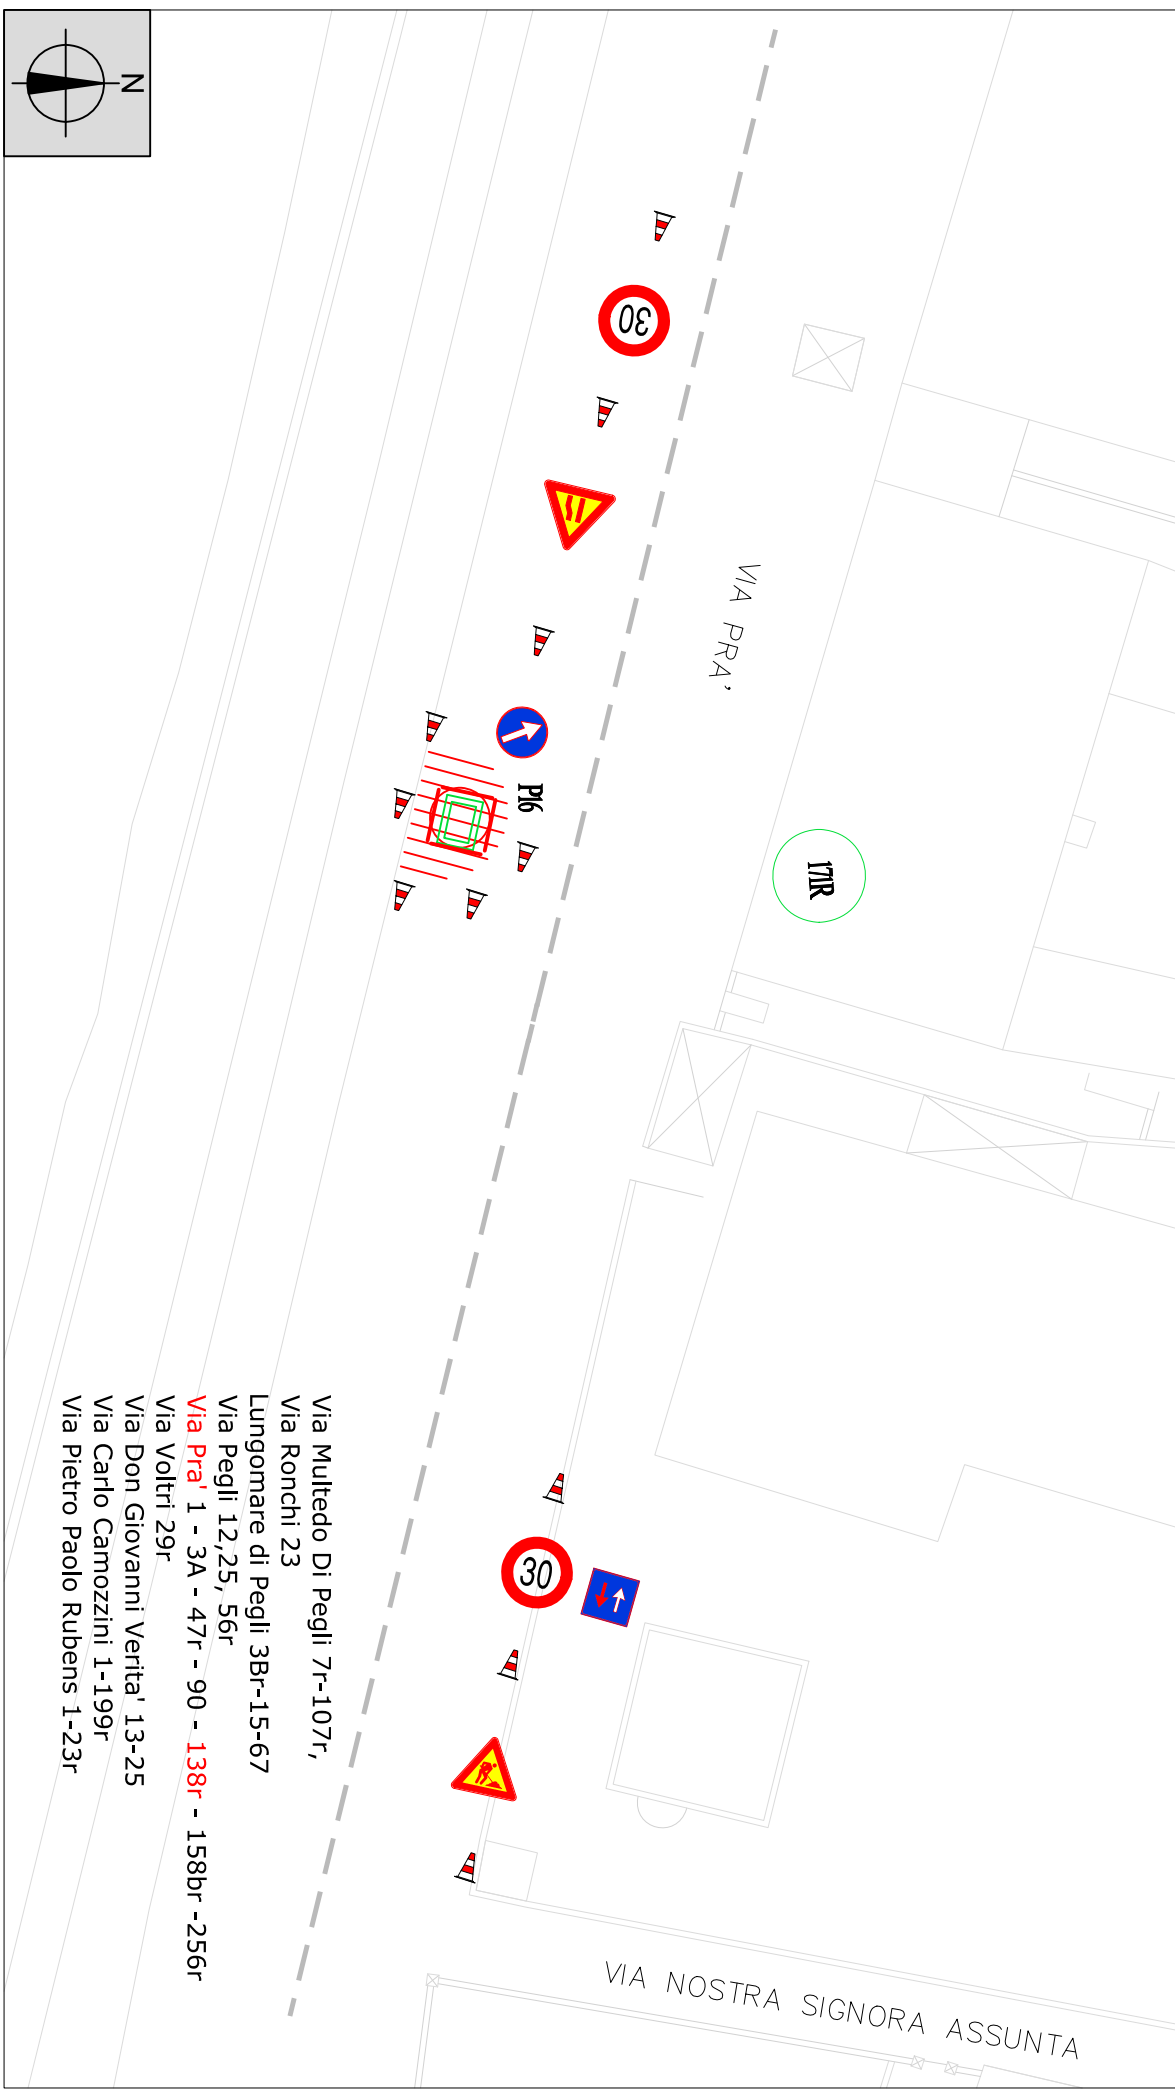 N
30
VIA PRA'
P16
171R
30
Via Multedo Di Pegli 7r-107r,
Via Ronchi 23
Lungomare di Pegli 3Br-15-67
Via Pegli 12,25, 56r
Via Pra' 1 - 3A - 47r - 90 - 138r - 158br -256r
Via Voltri 29r
Via Don Giovanni Verita' 13-25
Via Carlo Camozzini 1-199r
Via Pietro Paolo Rubens 1-23r
VIA NOSTRA SIGNORA ASSUNTA